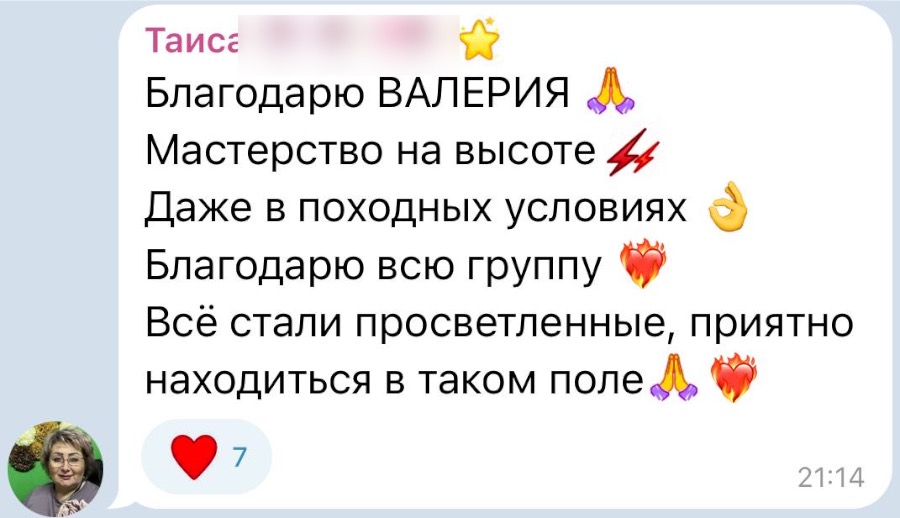 Таиса
Благодарю ВАЛЕРИЯ 🙏
Мастерство на высоте
Даже в походных условиях 👌
Благодарю всю группу ❤️‍🔥
Всё стали просветленные, приятно
находиться в таком поле🙏❤️‍🔥
❤️ 7
21:14